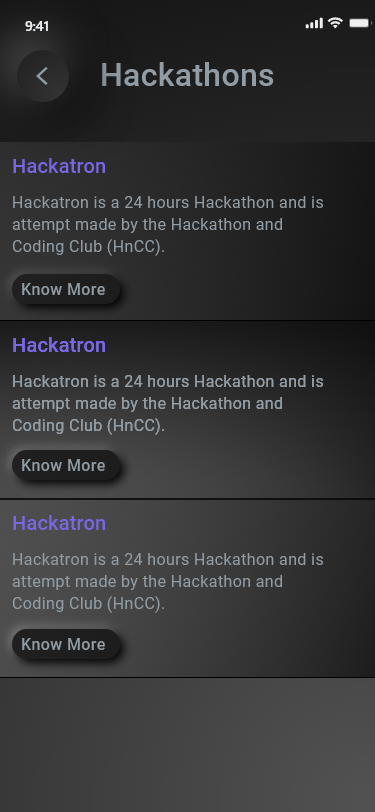 9:41
Hackathons
Hackatron
Hackatron is a 24 hours Hackathon and is
attempt made by the Hackathon and
Coding Club (HnCC).
Know More
Hackatron
Hackatron is a 24 hours Hackathon and is
attempt made by the Hackathon and
Coding Club (HnCC).
Know More
Hackatron
Hackatron is a 24 hours Hackathon and is
attempt made by the Hackathon and
Coding Club (HnCC).
Know More